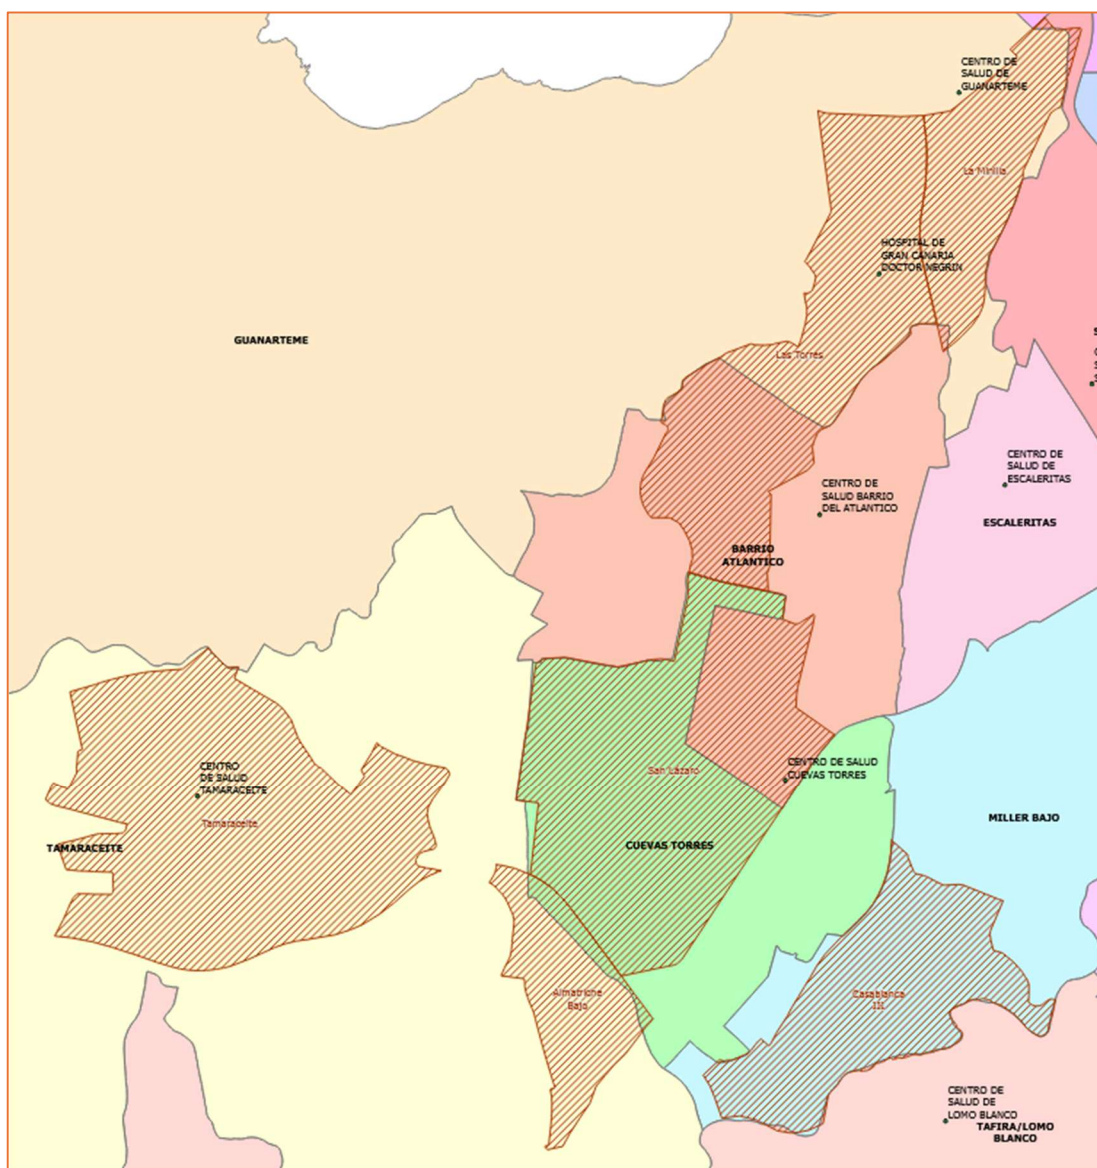 CENTRO DE
SALUD DE
GUANARTEME
La Minilla
HOSPITAL DE
GRAN CANARIA
DOCTOR NEGRIN
GUANARTEME
Las Torres
CENTRO DE
SALUD DE
ESCALERITAS
CENTRO DE
SALUD BARRIO
DEL ATLANTICO
ESCALERITAS
BARRIO
ATLANTICO
CENTRO
DE SALUD
TAMARACEITE
San Lázaro
CENTRO DE SALUD
CUEVAS TORRES
Tamaraceite
MILLER BAJO
TAMARACEITE
CUEVAS TORRES
Almatriche
Bajo
Casablanca
III
CENTRO DE
SALUD DE
LOMO BLANCO
TAFIRA/LOMO
BLANCO